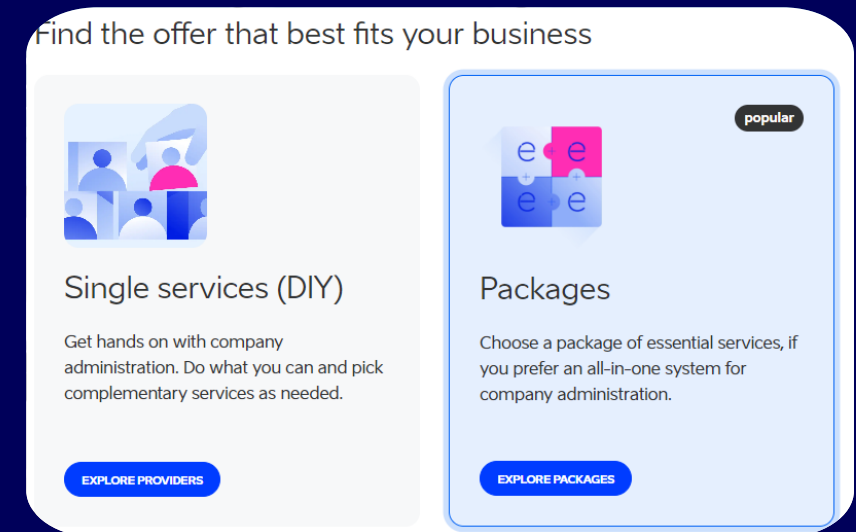 Find the offer that best fits your business
Single services (DIY)
Get hands on with company
administration. Do what you can and pick
complementary services as needed.
EXPLORE PROVIDERS
popular
e e
e e
Packages
Choose a package of essential services, if
you prefer an all-in-one system for
company administration.
EXPLORE PACKAGES